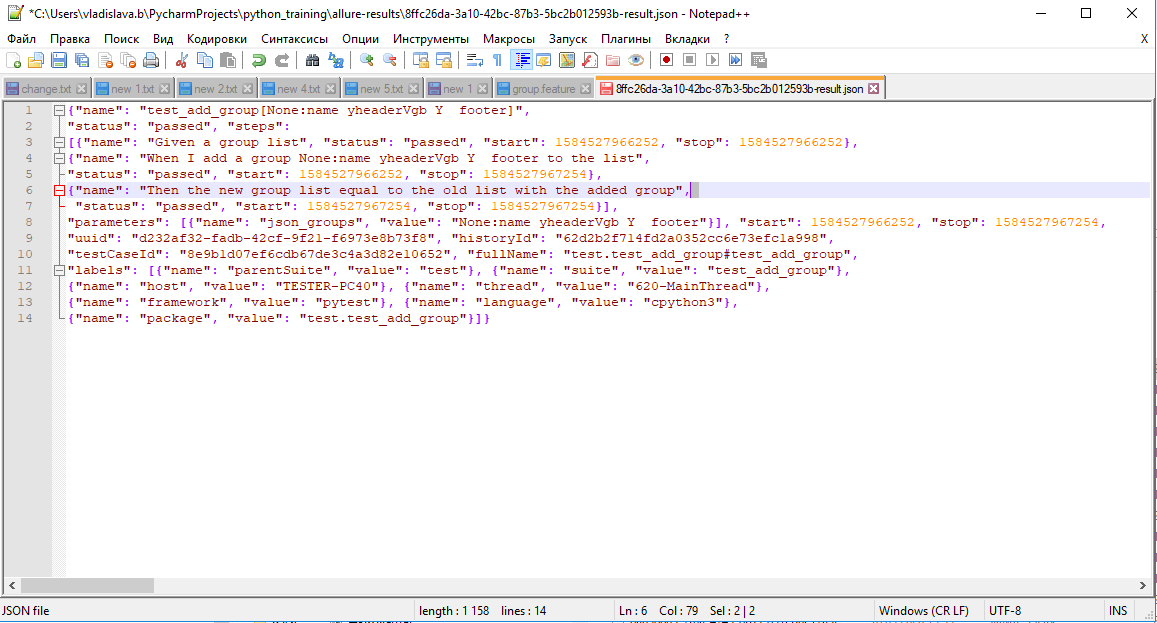 *C:\Users\vladislava.b\PycharmProjects\python_training\allure-results\8ffc26da-3a10-42bc-87b3-5bc2b012593b-result.json - Notepad++
Файл Правка Поиск Вид Кодировки Синтаксисы Опции Инструменты Макросы Запуск Плагины Вкладки ? X
change.txt new 1.txt new 2.txt new 4.txt new 5.txt new 1 group.feature 8ffc26da-3a10-42bc-87b3-5bc2b012593b-result.json
1 {"name": "test_add_group[None:name yheaderVgb Y  footer]",
2 "status": "passed", "steps":
3 [{"name": "Given a group list", "status": "passed", "start": 1584527966252, "stop": 1584527966252},
4 {"name": "When I add a group None:name yheaderVgb Y  footer to the list",
5 "status": "passed", "start": 1584527966252, "stop": 1584527967254},
6 {"name": "Then the new group list equal to the old list with the added group",
7 "status": "passed", "start": 1584527967254, "stop": 1584527967254}],
8 "parameters": [{"name": "json_groups", "value": "None:name yheaderVgb Y  footer"}], "start": 1584527966252, "stop": 1584527967254,
9 "uuid": "d232af32-fadb-42cf-9f21-f6973e8b73f8", "historyId": "62d2b2f714fd2a0352cc6e73efc1a998",
10 "testCaseId": "8e9b1d07ef6cdb67de3c4a3d82e10652", "fullName": "test.test_add_group#test_add_group",
11 "labels": [{"name": "parentSuite", "value": "test"}, {"name": "suite", "value": "test_add_group"},
12 {"name": "host", "value": "TESTER-PC40"}, {"name": "thread", "value": "620-MainThread"},
13 {"name": "framework", "value": "pytest"}, {"name": "language", "value": "cpython3"},
14 {"name": "package", "value": "test.test_add_group"}]}
JSON file length : 1 158 lines : 14 Ln : 6 Col : 79 Sel : 2 | 2 Windows (CR LF) UTF-8 INS